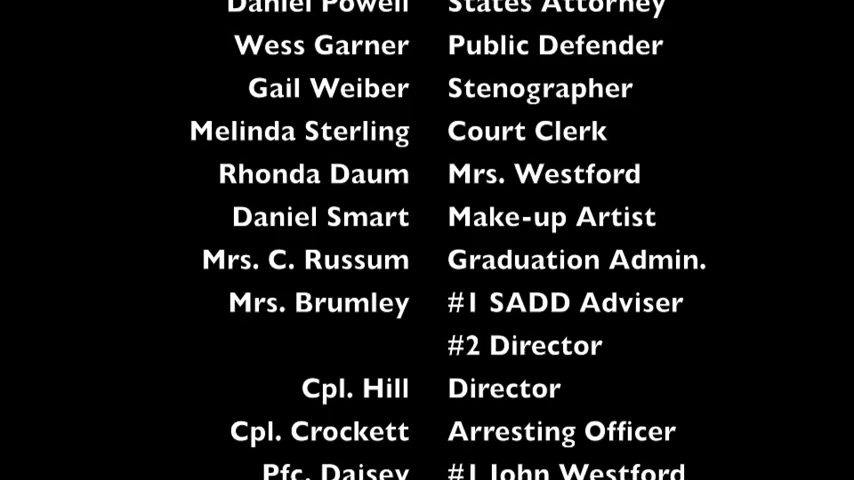 Daniel Powell States Attorney
Wess Garner Public Defender
Gail Weiber Stenographer
Melinda Sterling Court Clerk
Rhonda Daum Mrs. Westford
Daniel Smart Make-up Artist
Mrs. C. Russum Graduation Admin.
Mrs. Brumley #1 SADD Adviser
#2 Director
Cpl. Hill Director
Cpl. Crockett Arresting Officer
Pfc. Daisey #1 John Westford